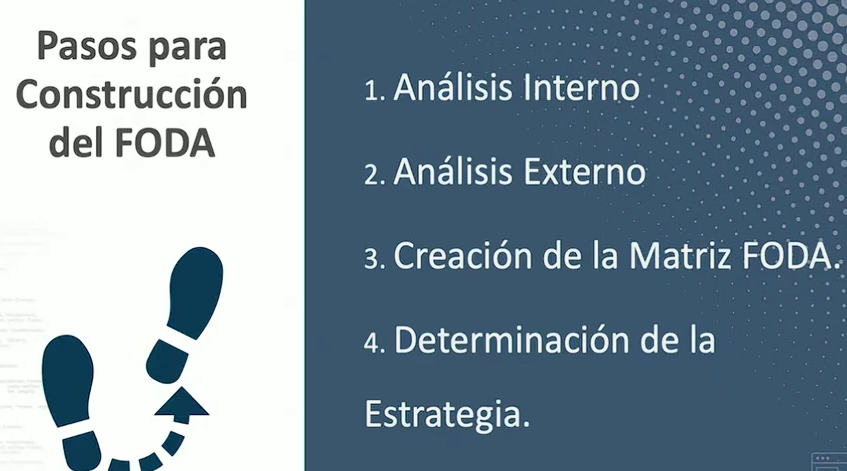 Pasos para
Construcción
del FODA
1. Análisis Interno
2. Análisis Externo
3. Creación de la Matriz FODA.
4. Determinación de la
Estrategia.